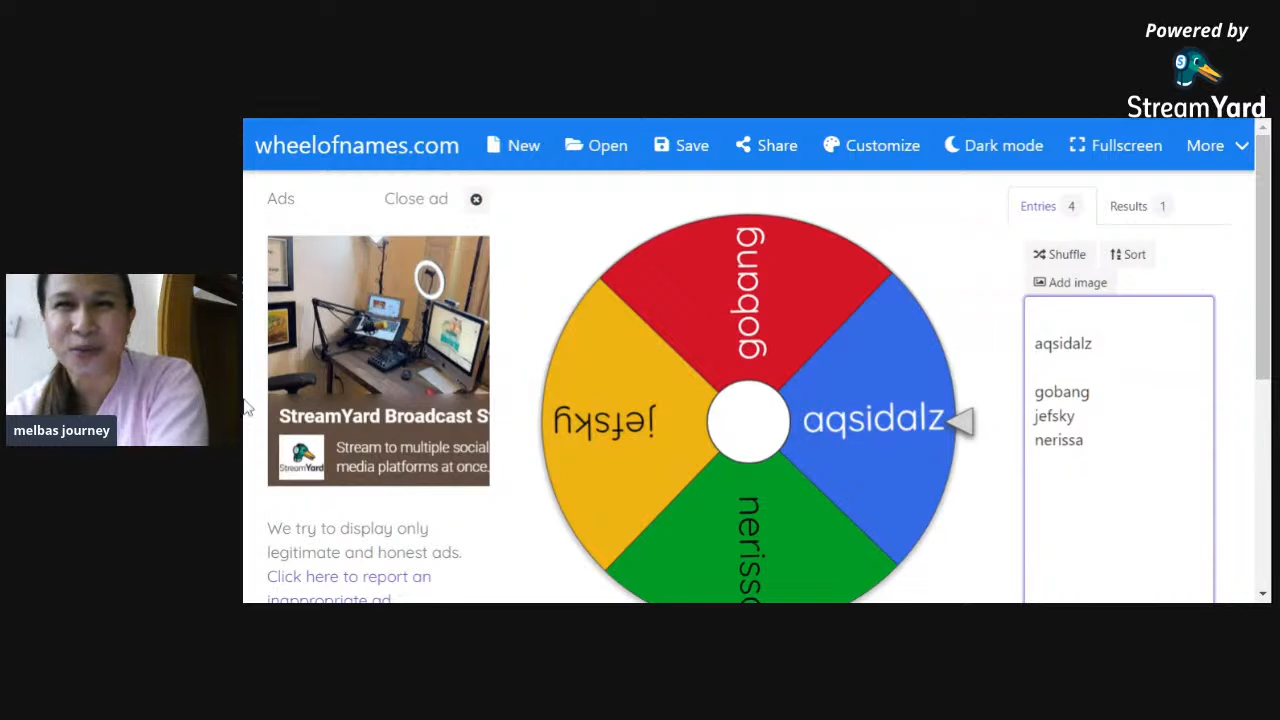 Powered by
StreamYard
wheelofnames.com New Open Save Share Customize Dark mode Fullscreen More
Ads Close ad
Entries 4 Results 1
Shuffle Sort
Add image
aqsidalz
gobang
jefsky
nerissa
gobang
jefsky
aqsidalz
StreamYard Broadcast S
StreamYard
Stream to multiple social
media platforms at once.
We try to display only
legitimate and honest ads.
Click here to report an
inappropriate ad
melbas journey